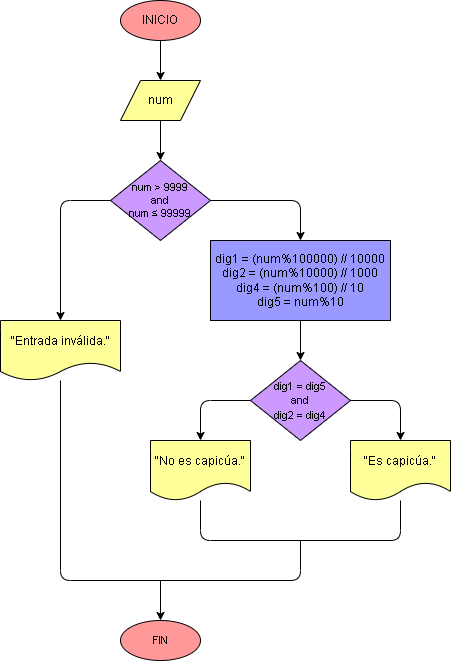 INICIO
num
num > 9999
and
num ≤ 99999
dig1 = (num%100000) // 10000
dig2 = (num%10000) // 1000
dig4 = (num%100) // 10
dig5 = num%10
"Entrada inválida."
dig1 = dig5
and
dig2 = dig4
"No es capicúa."
"Es capicúa."
FIN